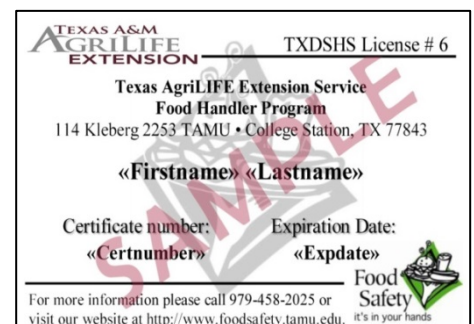 TEXAS A&M
AGRILIFE
EXTENSION
TXDSHS License # 6
Texas AgriLIFE Extension Service
Food Handler Program
114 Kleberg 2253 TAMU • College Station, TX 77843
«Firstname» «Lastname»
Certificate number: Expiration Date:
«Certnumber» «Expdate»
SAMPLE
For more information please call 979-458-2025 or
visit our website at http://www.foodsafety.tamu.edu.
Food
Safety
it's in your hands